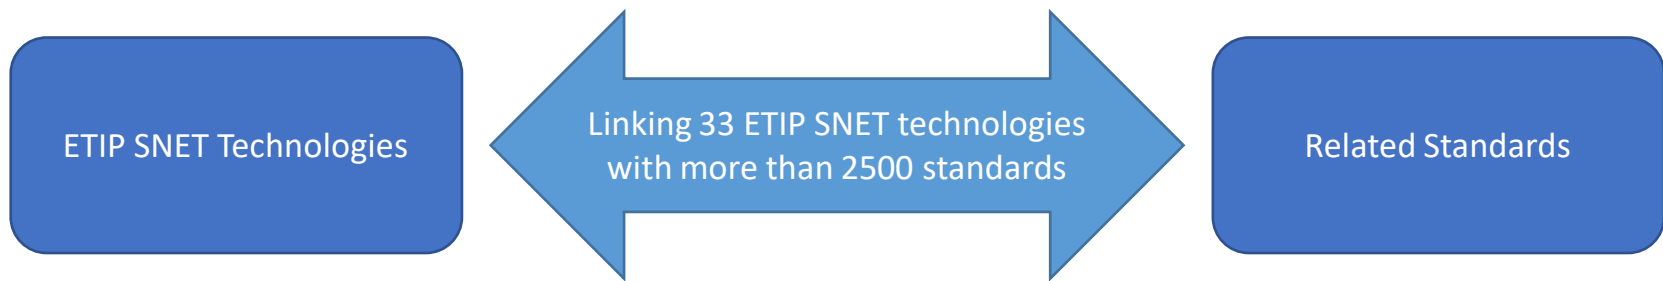 ETIP SNET Technologies
Linking 33 ETIP SNET technologies
with more than 2500 standards
Related Standards